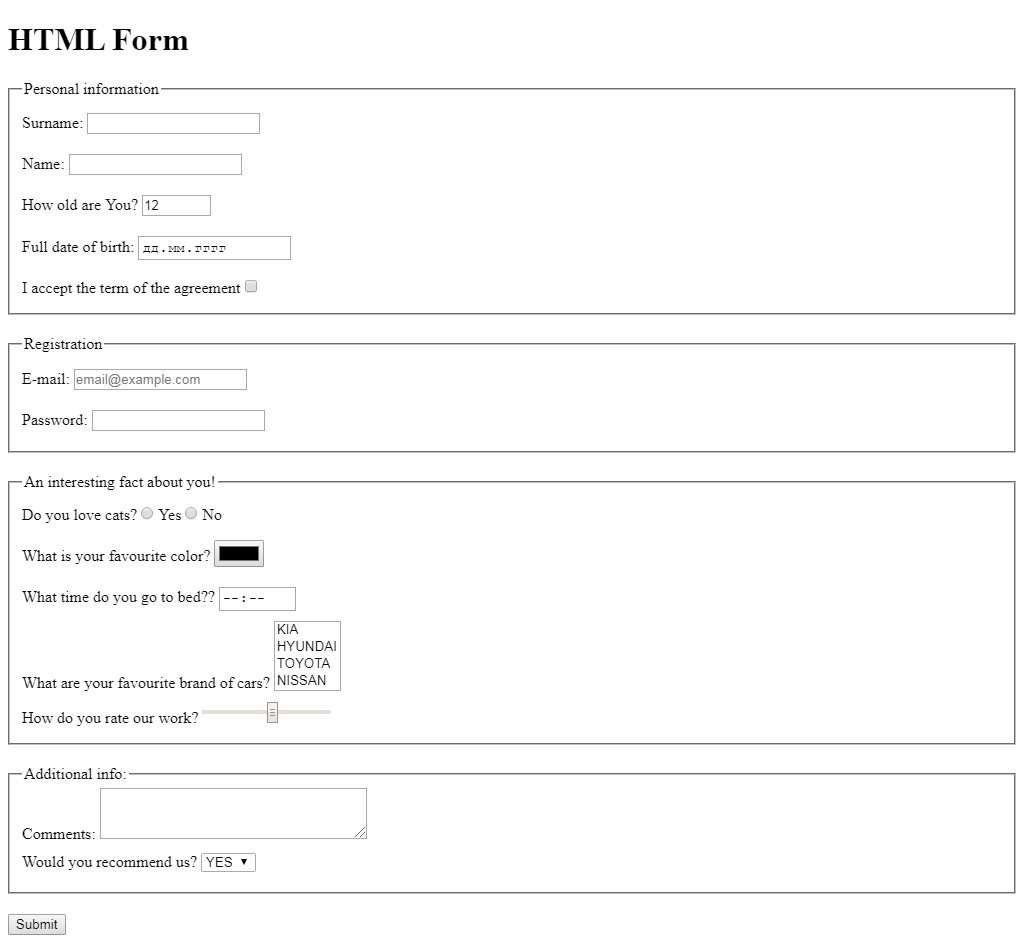 HTML Form
Personal information
Surname:
Name:
How old are You? 12
Full date of birth: дд.мм.гггг
I accept the term of the agreement
Registration
E-mail: email@example.com
Password:
An interesting fact about you!
Do you love cats? Yes No
What is your favourite color?
What time do you go to bed?? --:--
KIA
HYUNDAI
TOYOTA
NISSAN
What are your favourite brand of cars?
How do you rate our work?
Additional info:
Comments:
Would you recommend us? YES
Submit